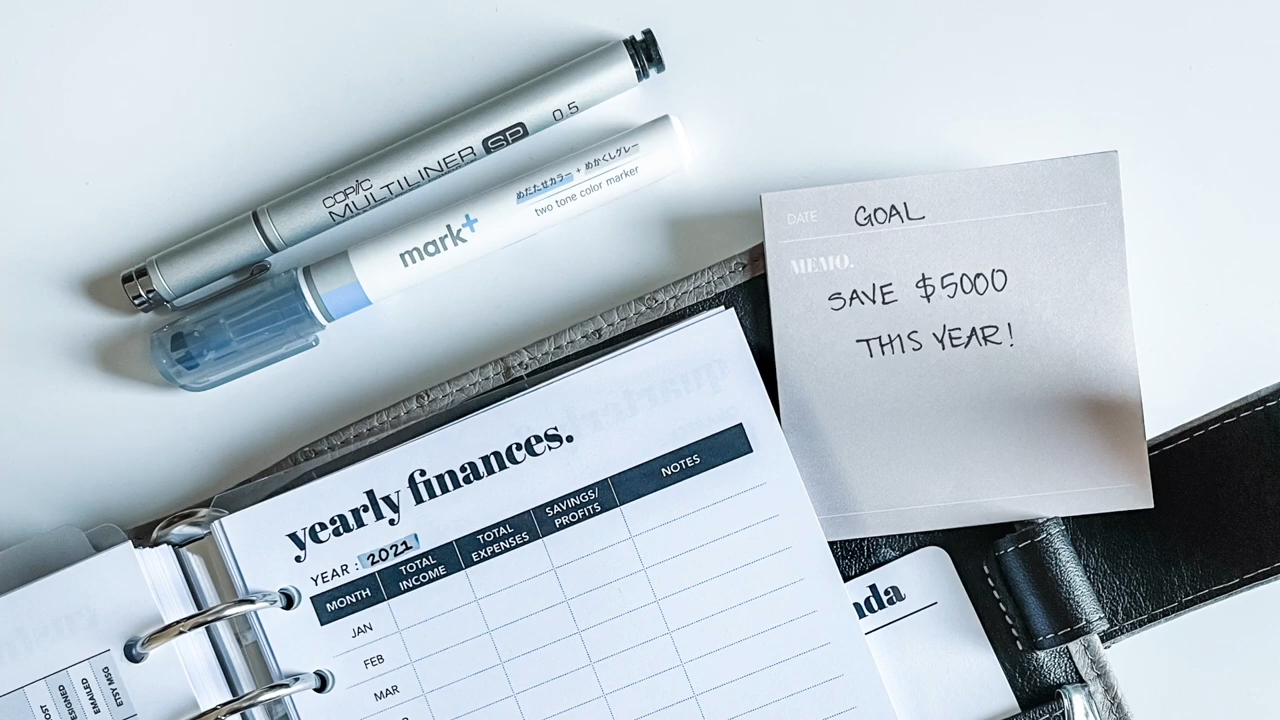 COPIC
MULTILINER SP 0.5
mark+
めだたせカラー + めかくしグレー
two tone color marker
DATE GOAL
MEMO.
SAVE $5000
THIS YEAR!
yearly finances.
YEAR : 2021
MONTH
TOTAL
INCOME
TOTAL
EXPENSES
SAVINGS/
PROFITS
NOTES
JAN
FEB
MAR
nda
ETSY MSG
EMAILED